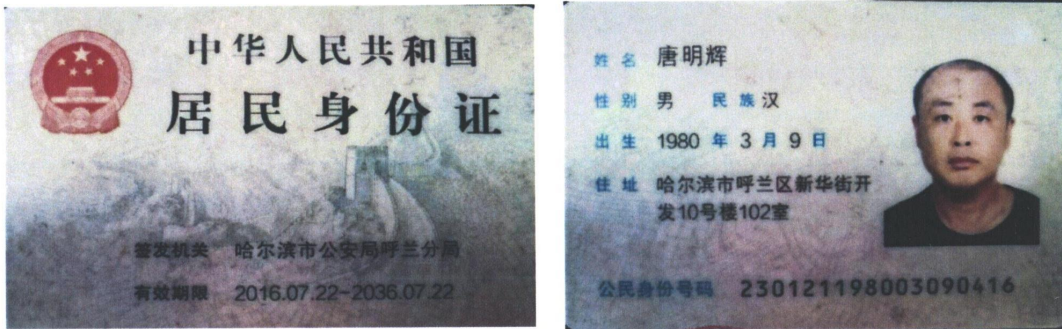 中华人民共和国
居民身份证
签发机关 哈尔滨市公安局呼兰分局
有效期限 2016.07.22-2036.07.22
姓名 唐明辉
性别 男 民族 汉
出生 1980 年 3 月 9 日
住址 哈尔滨市呼兰区新华街开
发10号楼102室
公民身份号码 230121198003090416